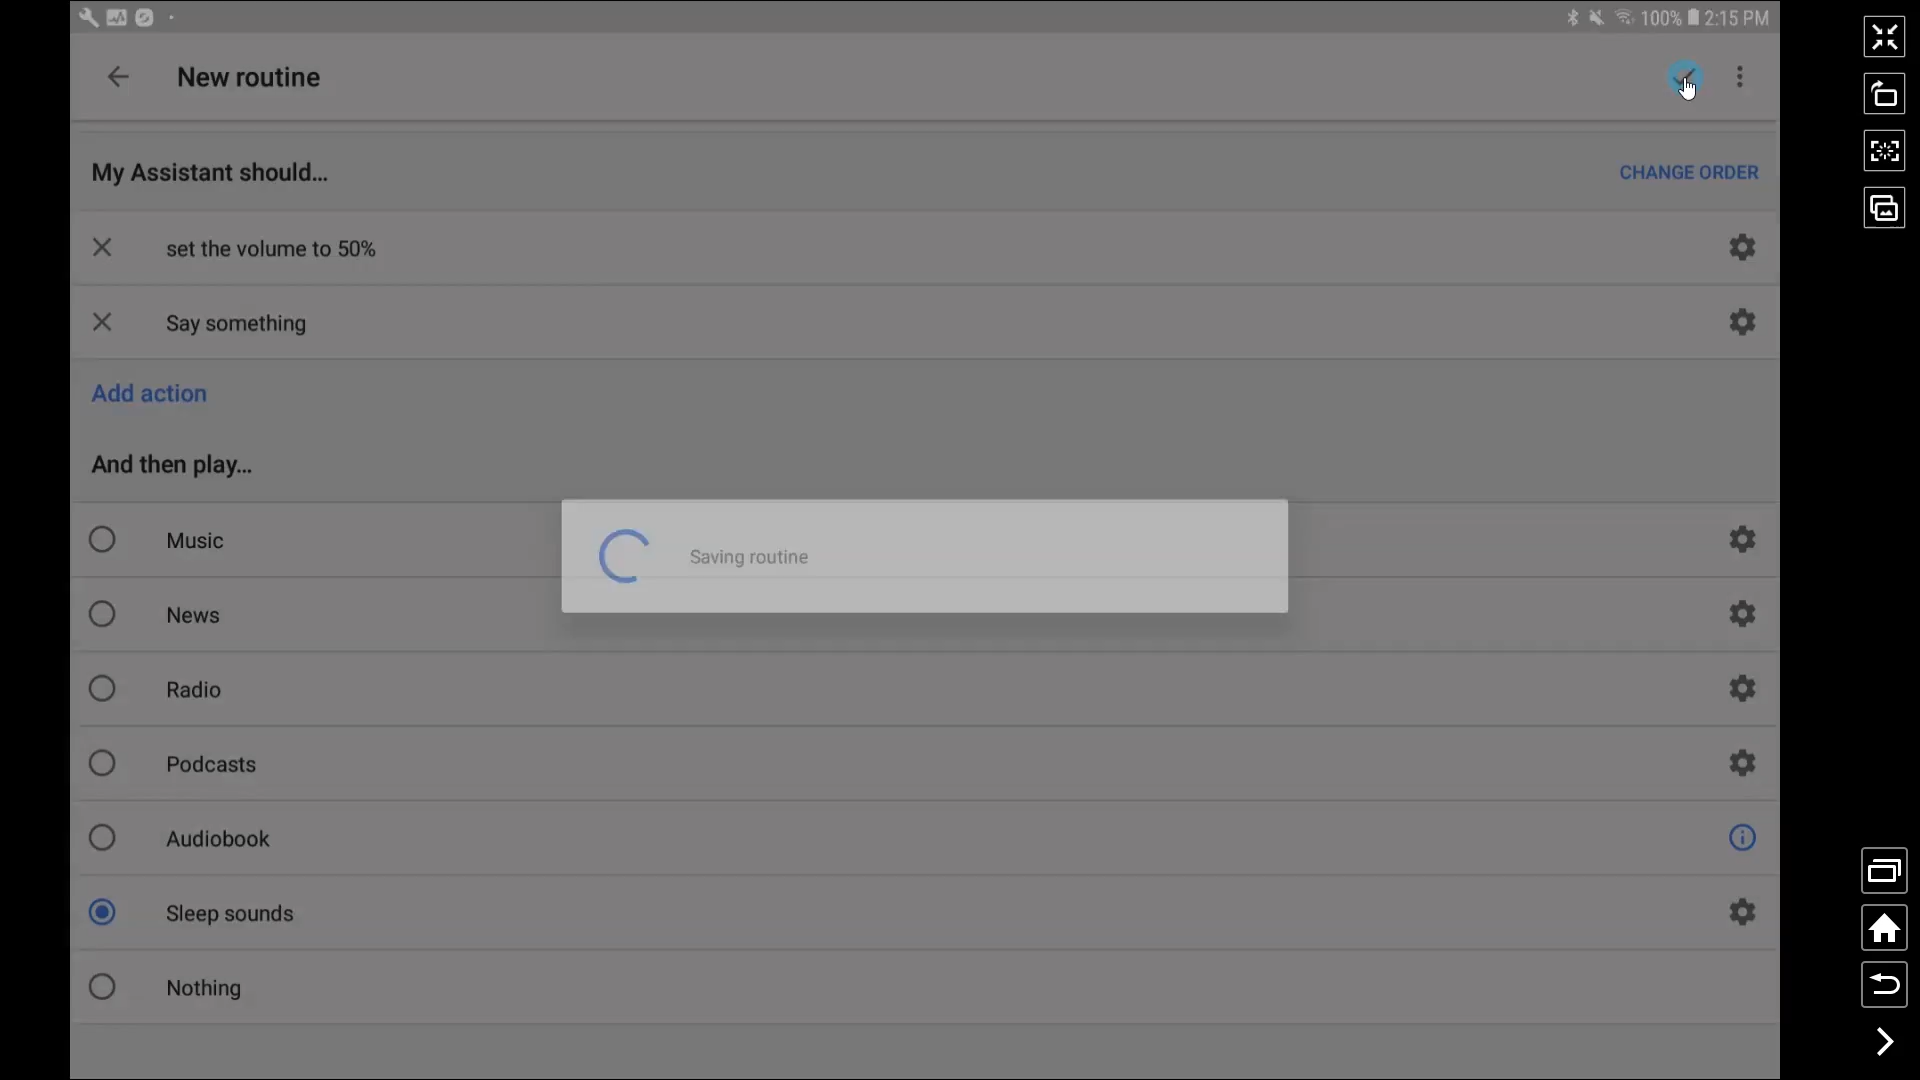 100% 2:15 PM
New routine
My Assistant should...
CHANGE ORDER
set the volume to 50%
Say something
Add action
And then play...
Music
Saving routine
News
Radio
Podcasts
Audiobook
Sleep sounds
Nothing